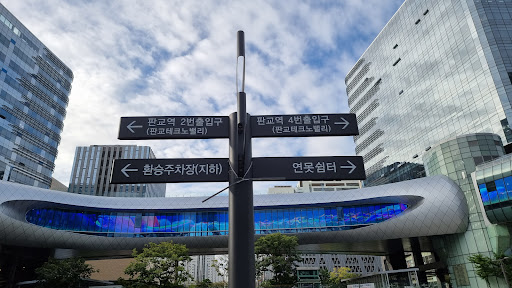 ← 판교역 2번출입구
(판교테크노밸리)
판교역 4번출입구 →
(판교테크노밸리)
← 환승주차장(지하)
연못쉼터 →